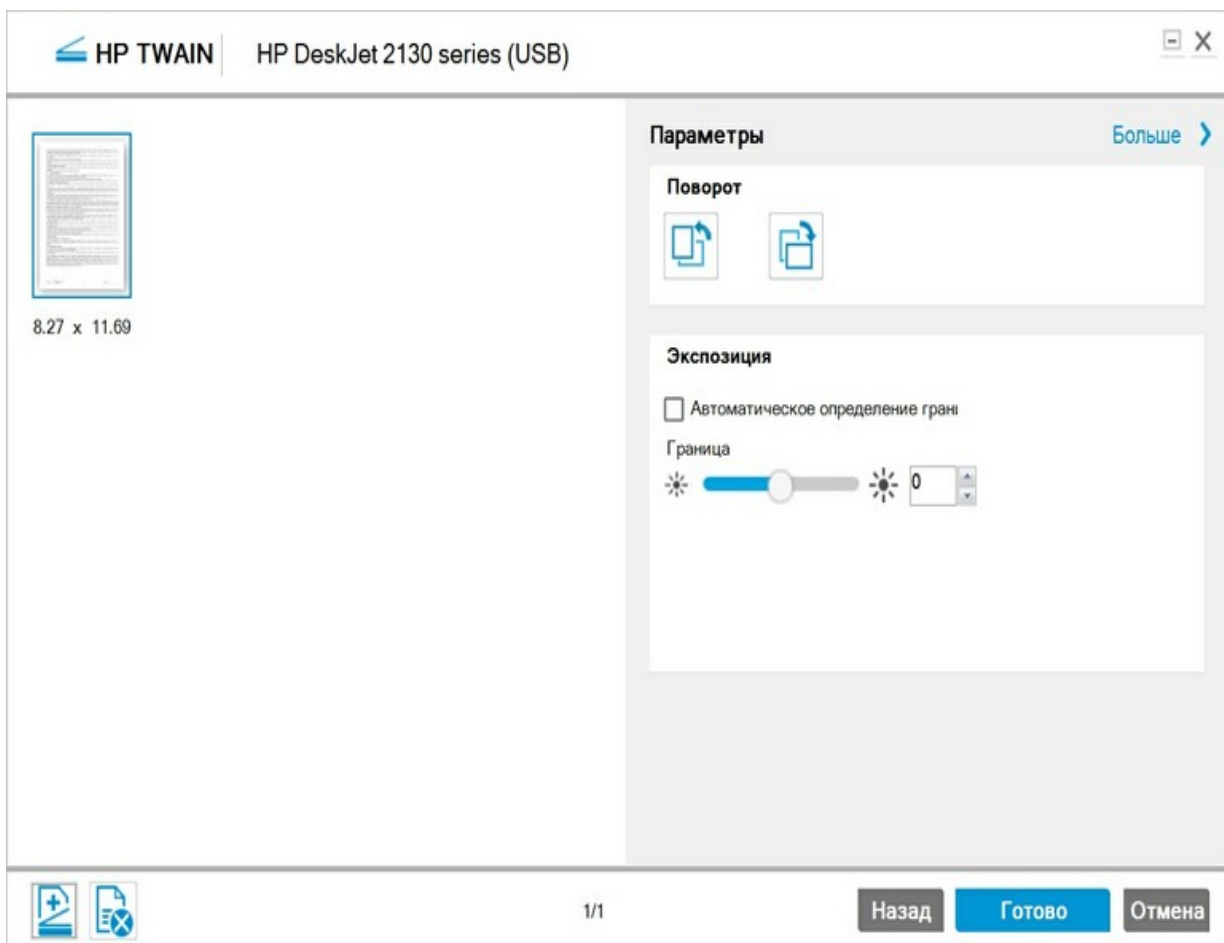 HP TWAIN
HP DeskJet 2130 series (USB)
Параметры
Больше
Поворот
8.27 x 11.69
Экспозиция
Автоматическое определение грані
Граница
0
1/1
Назад
Готово
Отмена